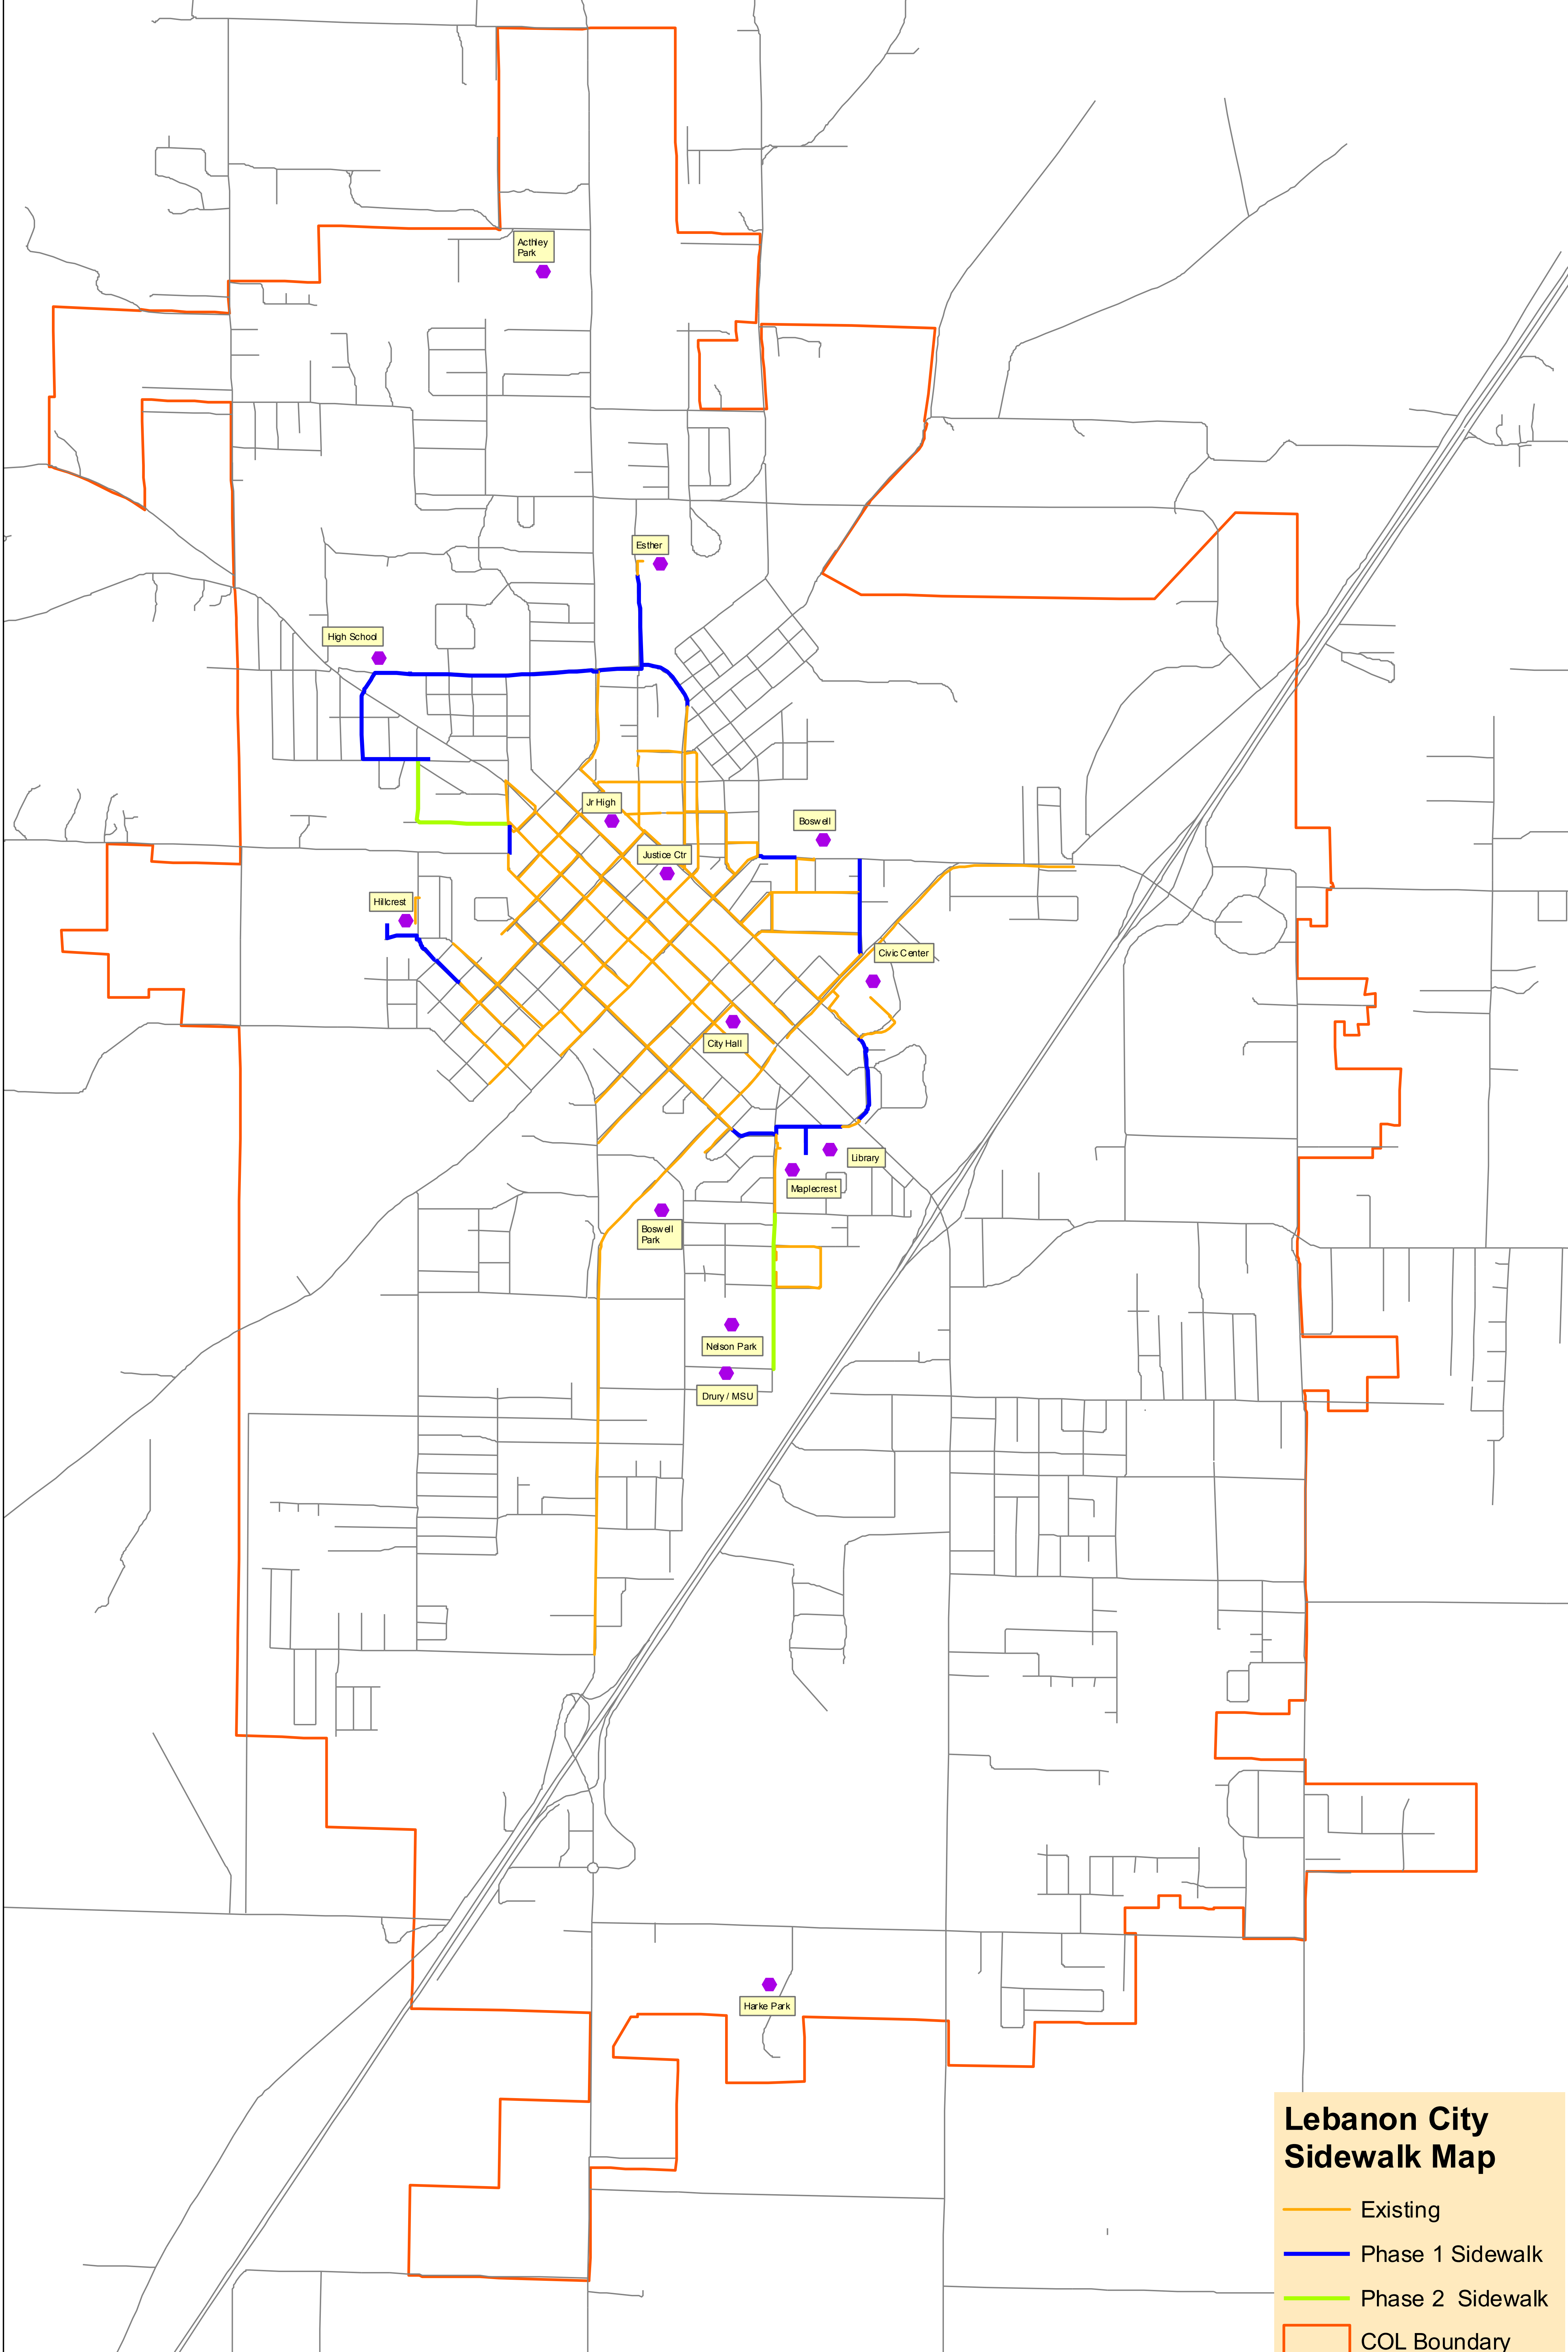 Acthley
Park
Esther
High School
Jr High
Boswell
Justice Ctr
Hillcrest
Civic Center
City Hall
Library
Maplecrest
Boswell
Park
Nelson Park
Drury / MSU
Harke Park
Lebanon City
Sidewalk Map
Existing
Phase 1 Sidewalk
Phase 2 Sidewalk
COL Boundary